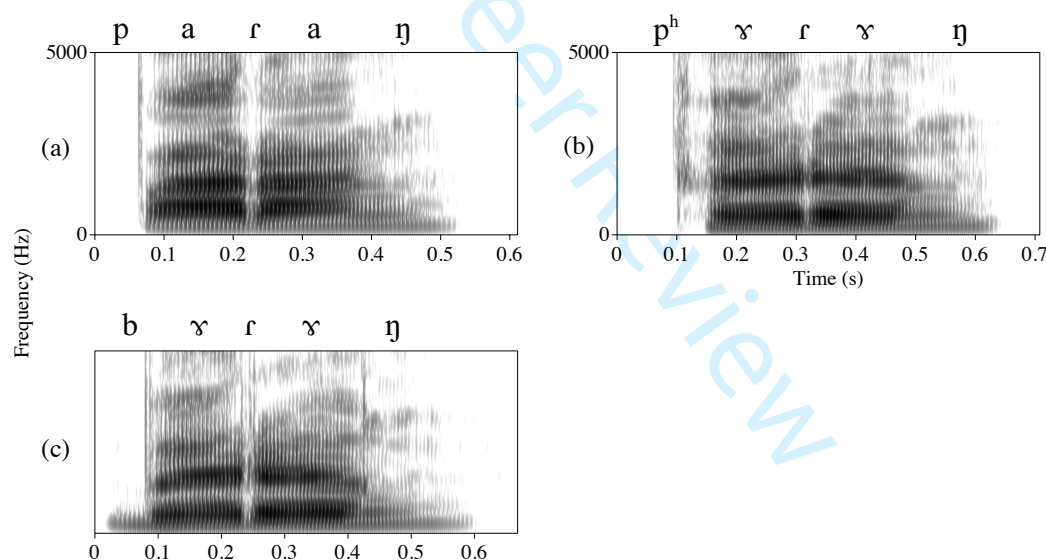 p a ɾ a ŋ
pʰ ɤ ɾ ɤ ŋ
5000
5000
(a)
(b)
0
0
0 0.1 0.2 0.3 0.4 0.5 0.6
0 0.1 0.2 0.3 0.4 0.5 0.6 0.7
Time (s)
Frequency (Hz)
b ɤ ɾ ɤ ŋ
(c)
0 0.1 0.2 0.3 0.4 0.5 0.6
eer Review